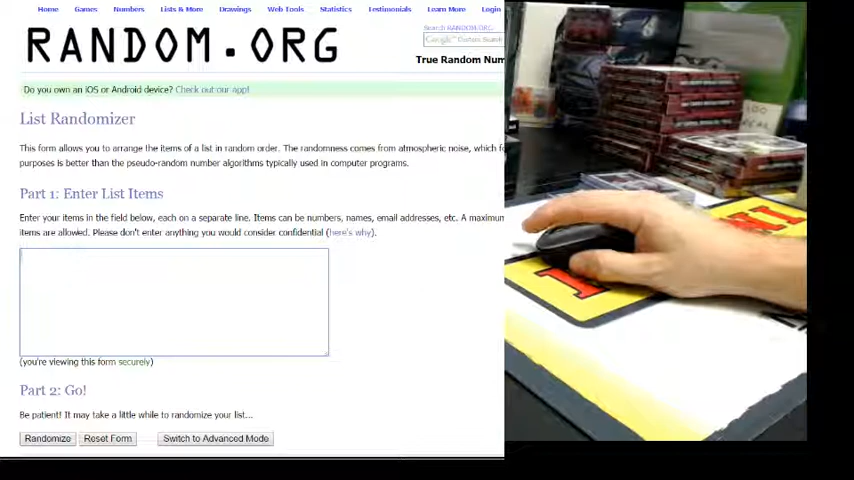 Home Games Numbers Lists & More Drawings Web Tools Statistics Testimonials Learn More Login
RANDOM.ORG
Search RANDOM.ORG
Google Custom Search
True Random Num
Do you own an iOS or Android device? Check out our app!
List Randomizer
This form allows you to arrange the items of a list in random order. The randomness comes from atmospheric noise, which f
purposes is better than the pseudo-random number algorithms typically used in computer programs.
Part 1: Enter List Items
Enter your items in the field below, each on a separate line. Items can be numbers, names, email addresses, etc. A maximum
items are allowed. Please don't enter anything you would consider confidential (here's why).
(you're viewing this form securely)
Part 2: Go!
Be patient! It may take a little while to randomize your list...
Randomize Reset Form Switch to Advanced Mode